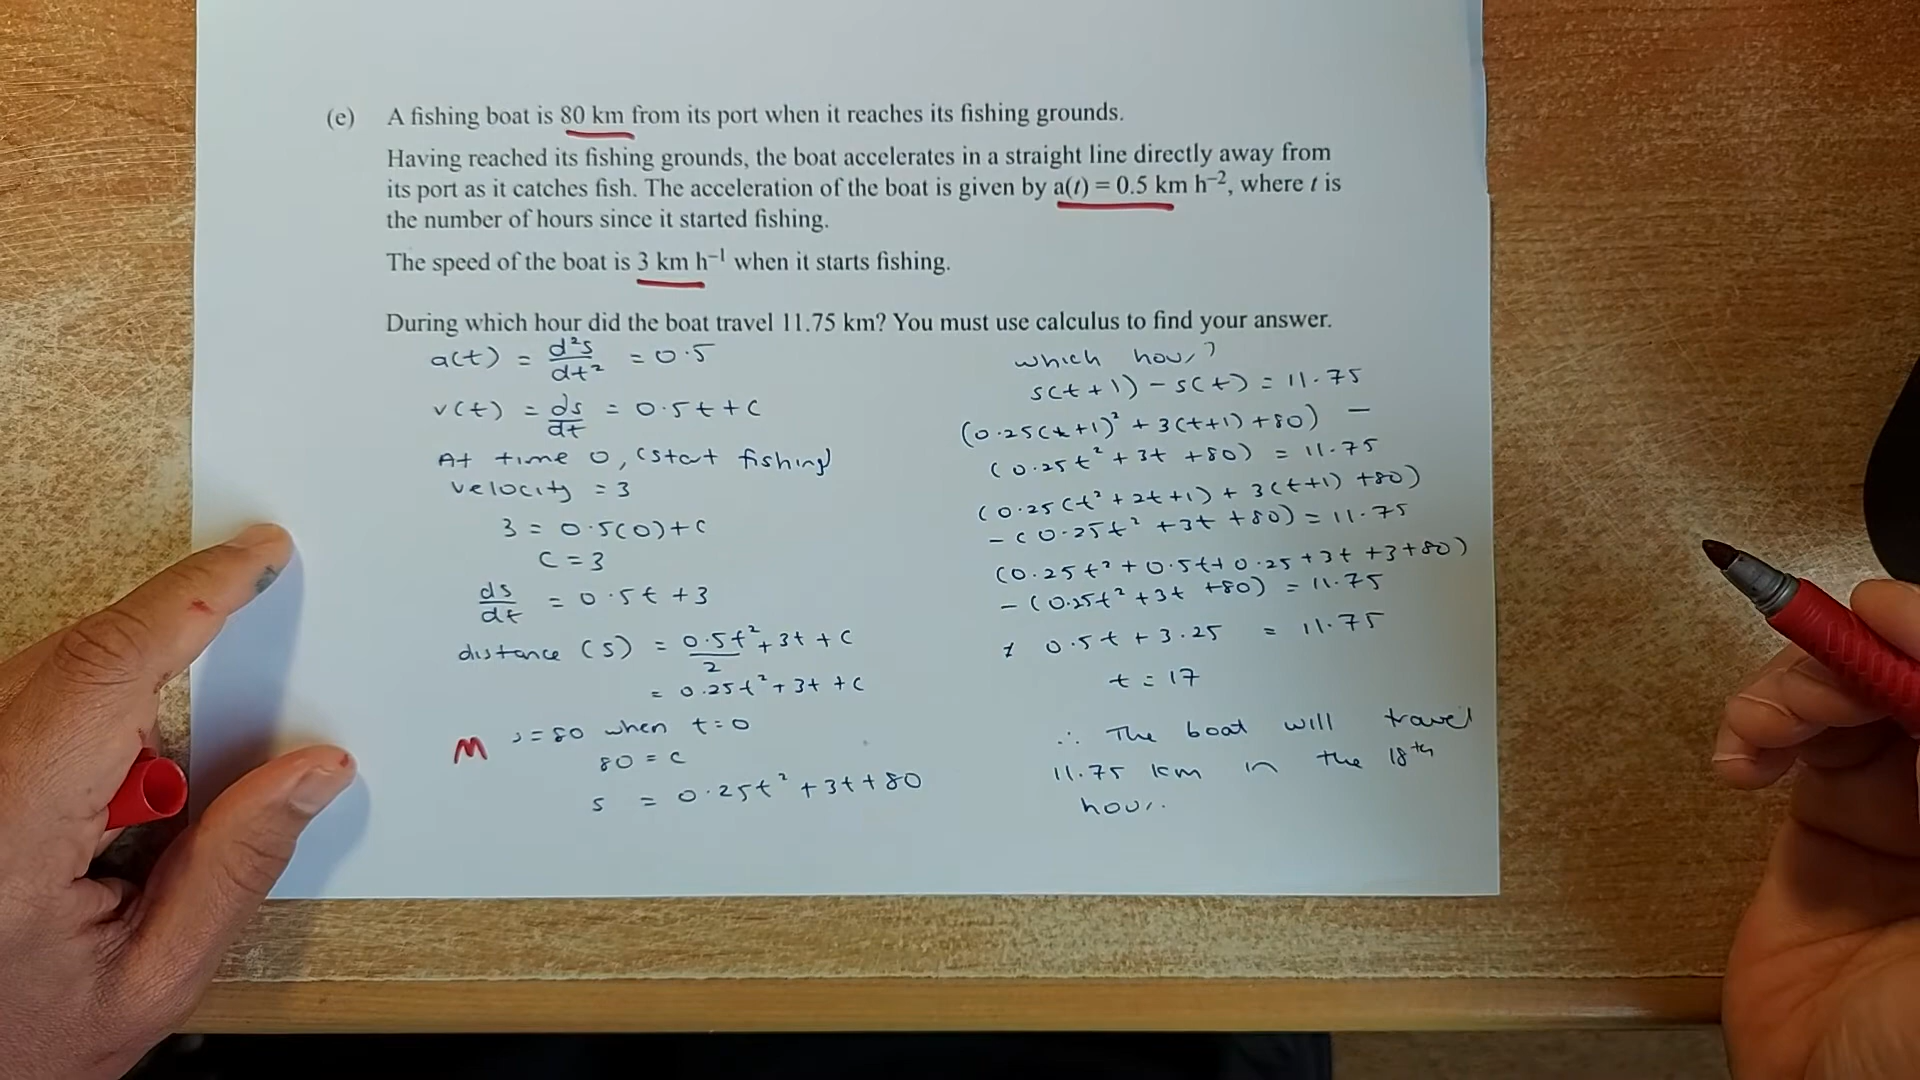 (e) A fishing boat is 80 km from its port when it reaches its fishing grounds.
Having reached its fishing grounds, the boat accelerates in a straight line directly away from
its port as it catches fish. The acceleration of the boat is given by a(t) = 0.5 km h⁻², where t is
the number of hours since it started fishing.
The speed of the boat is 3 km h⁻¹ when it starts fishing.
During which hour did the boat travel 11.75 km? You must use calculus to find your answer.
a(t) = d²s/dt² = 0.5
v(t) = ds/dt = 0.5t + c
At time 0, (start fishing)
velocity = 3
3 = 0.5(0) + c
c = 3
ds/dt = 0.5t + 3
distance (s) = 0.5t²/2 + 3t + c
= 0.25t² + 3t + c
M s = 80 when t = 0
80 = c
s = 0.25t² + 3t + 80
which hour?
s(t+1) - s(t) = 11.75
(0.25(t+1)² + 3(t+1) + 80) -
(0.25t² + 3t + 80) = 11.75
(0.25(t² + 2t + 1) + 3(t+1) + 80)
- (0.25t² + 3t + 80) = 11.75
(0.25t² + 0.5t + 0.25 + 3t + 3 + 80)
- (0.25t² + 3t + 80) = 11.75
0.5t + 3.25 = 11.75
t = 17
∴ The boat will travel
11.75 km in the 18th
hour.